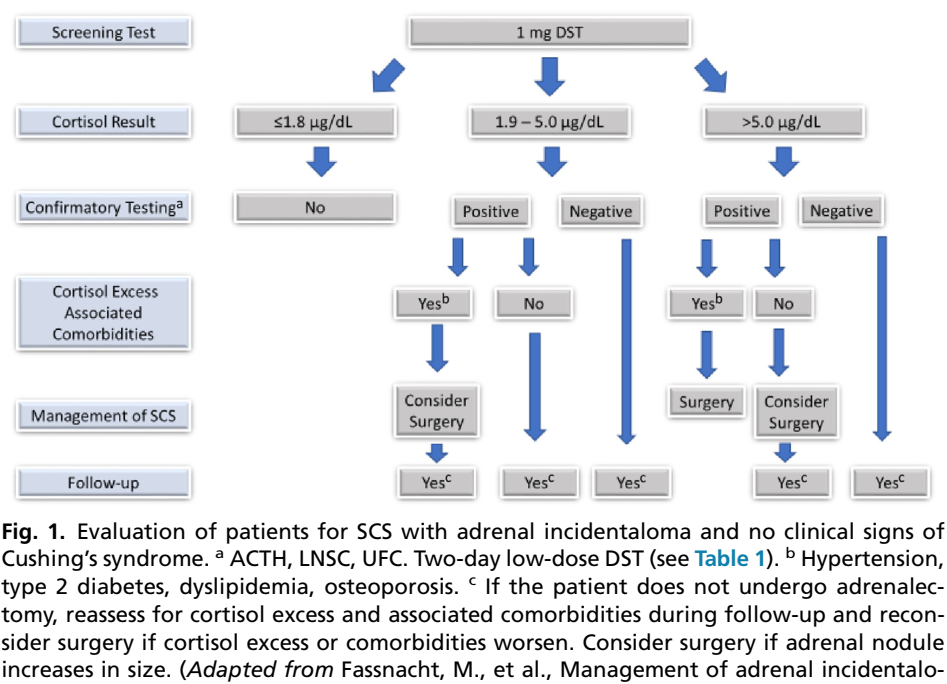 Screening Test
1 mg DST
Cortisol Result
≤1.8 µg/dL
1.9 – 5.0 µg/dL
>5.0 µg/dL
Confirmatory Testingᵃ
No
Positive
Negative
Positive
Negative
Cortisol Excess
Associated
Comorbidities
Yesᵇ
No
Yesᵇ
No
Management of SCS
Consider
Surgery
Surgery
Consider
Surgery
Follow-up
Yesᶜ
Yesᶜ
Yesᶜ
Yesᶜ
Yesᶜ
Fig. 1. Evaluation of patients for SCS with adrenal incidentaloma and no clinical signs of
Cushing’s syndrome. ᵃ ACTH, LNSC, UFC. Two-day low-dose DST (see Table 1). ᵇ Hypertension,
type 2 diabetes, dyslipidemia, osteoporosis. ᶜ If the patient does not undergo adrenalec-
tomy, reassess for cortisol excess and associated comorbidities during follow-up and recon-
sider surgery if cortisol excess or comorbidities worsen. Consider surgery if adrenal nodule
increases in size. (Adapted from Fassnacht, M., et al., Management of adrenal incidentalo-